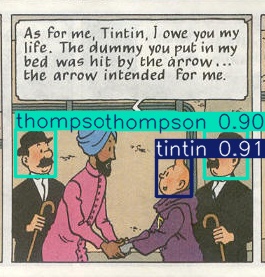 As for me, Tintin, I owe you my
life. The dummy you put in my
bed was hit by the arrow...
the arrow intended for me.
thompsothompson 0.90
tintin 0.91